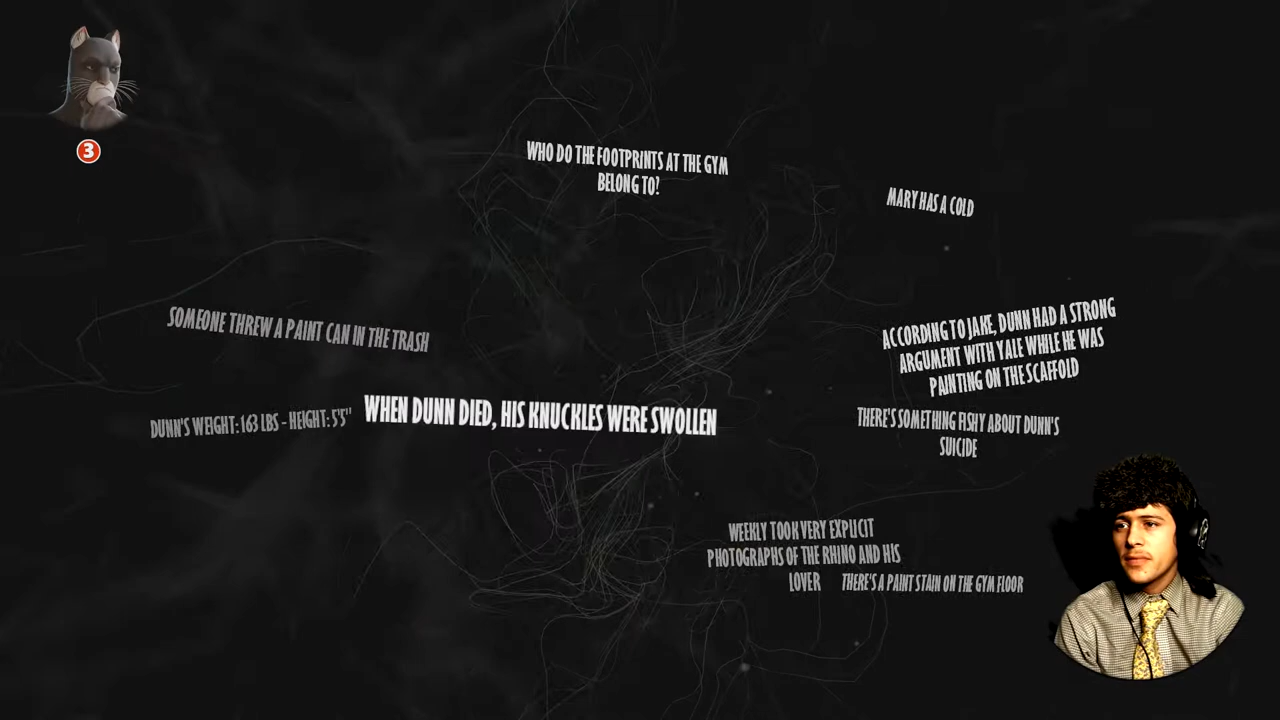 3
WHO DO THE FOOTPRINTS AT THE GYM
BELONG TO?
MARY HAS A COLD
SOMEONE THREW A PAINT CAN IN THE TRASH
ACCORDING TO JAKE, DUNN HAD A STRONG
ARGUMENT WITH YALE WHILE HE WAS
PAINTING ON THE SCAFFOLD
DUNN'S WEIGHT: 163 LBS - HEIGHT: 5'5"
WHEN DUNN DIED, HIS KNUCKLES WERE SWOLLEN
THERE'S SOMETHING FISHY ABOUT DUNN'S
SUICIDE
WEEKLY TOOK VERY EXPLICIT
PHOTOGRAPHS OF THE RHINO AND HIS
LOVER
THERE'S A PAINT STAIN ON THE GYM FLOOR